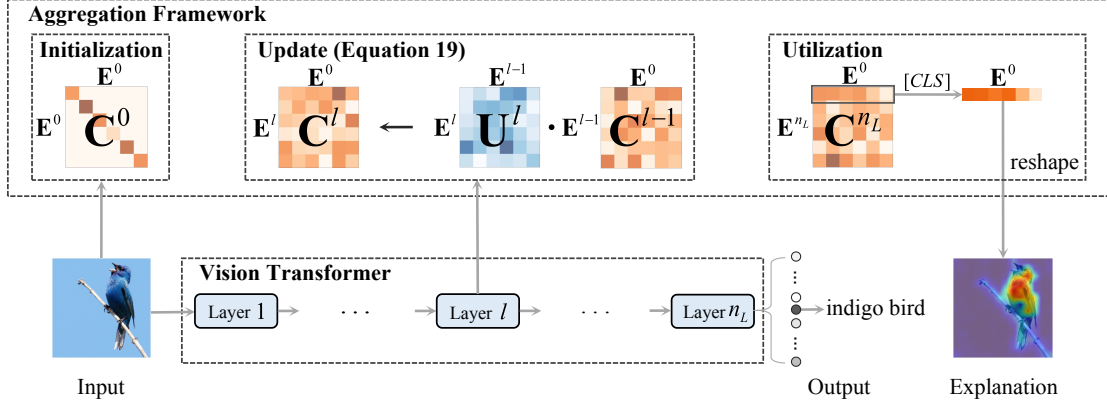 Aggregation Framework
Initialization
E^0
E^0
C^0
Update (Equation 19)
E^0
E^l
C^l
←
E^{l-1}
E^l
U^l
·
E^0
E^{l-1}
C^{l-1}
Utilization
E^0
E^{n_L}
C^{n_L}
[CLS]
E^0
reshape
Vision Transformer
Layer 1
. . .
Layer l
. . .
Layer n_L
indigo bird
Input
Output
Explanation